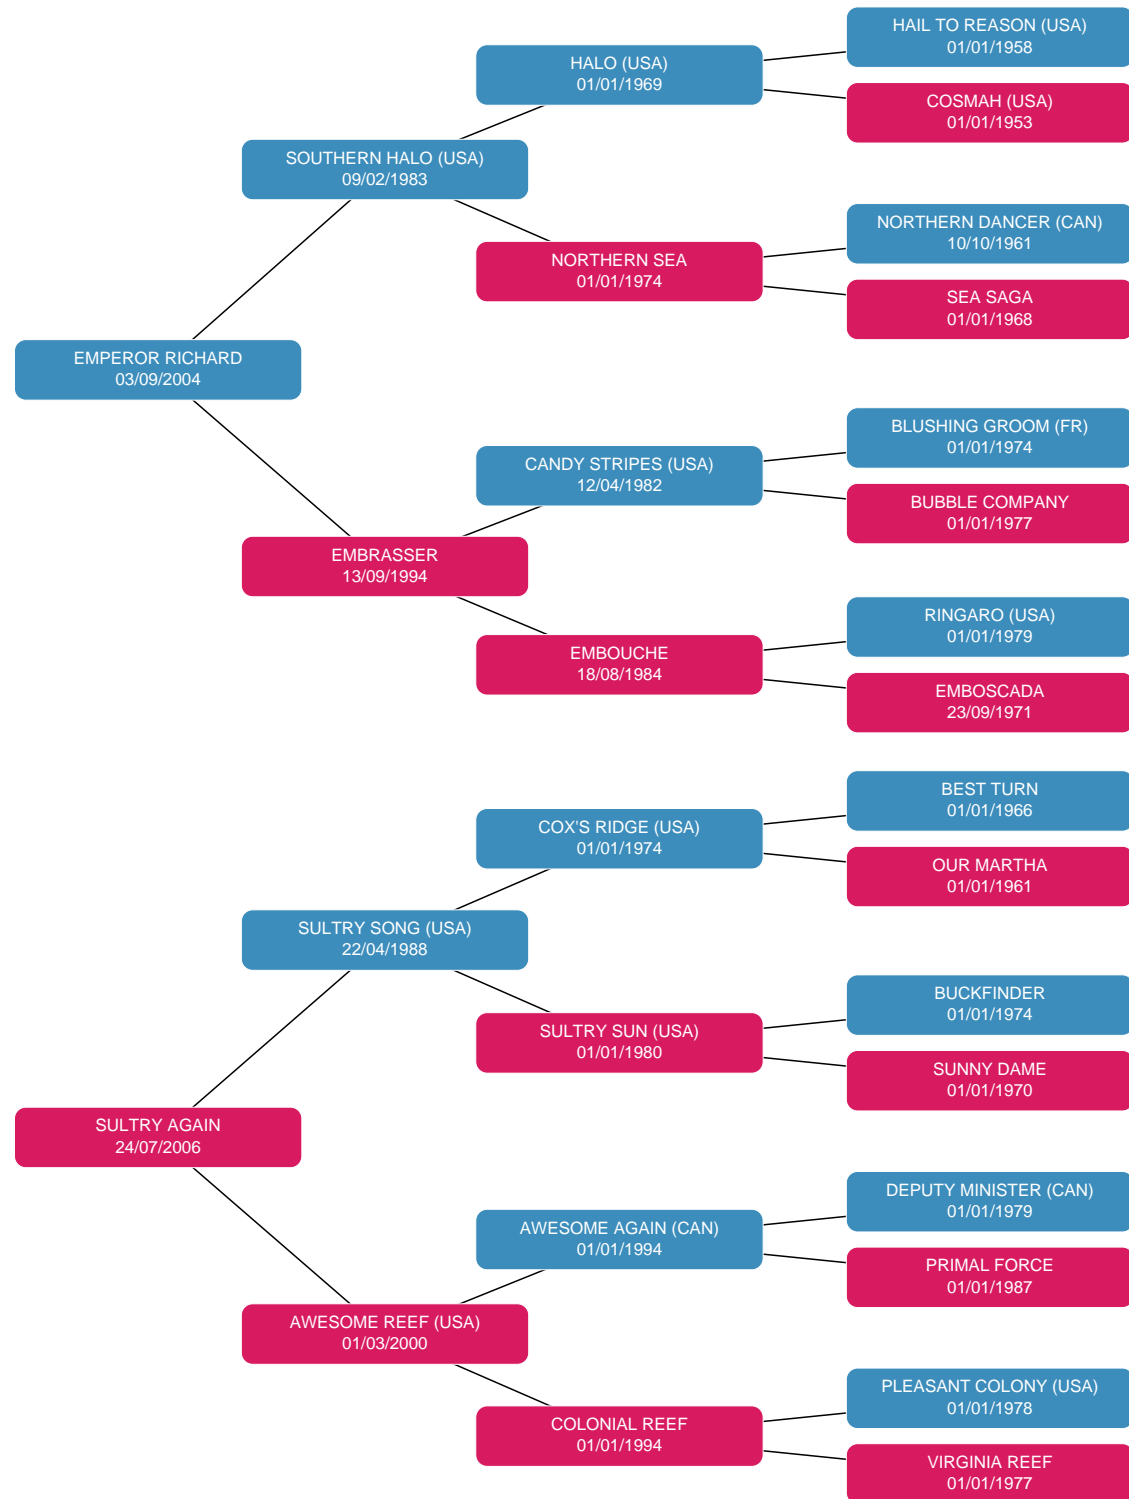 HAIL TO REASON (USA)
01/01/1958
HALO (USA)
01/01/1969
COSMAH (USA)
01/01/1953
SOUTHERN HALO (USA)
09/02/1983
NORTHERN DANCER (CAN)
10/10/1961
NORTHERN SEA
01/01/1974
SEA SAGA
01/01/1968
EMPEROR RICHARD
03/09/2004
BLUSHING GROOM (FR)
01/01/1974
CANDY STRIPES (USA)
12/04/1982
BUBBLE COMPANY
01/01/1977
EMBRASSER
13/09/1994
RINGARO (USA)
01/01/1979
EMBOUCHE
18/08/1984
EMBOSCADA
23/09/1971
BEST TURN
01/01/1966
COX'S RIDGE (USA)
01/01/1974
OUR MARTHA
01/01/1961
SULTRY SONG (USA)
22/04/1988
BUCKFINDER
01/01/1974
SULTRY SUN (USA)
01/01/1980
SUNNY DAME
01/01/1970
SULTRY AGAIN
24/07/2006
DEPUTY MINISTER (CAN)
01/01/1979
AWESOME AGAIN (CAN)
01/01/1994
PRIMAL FORCE
01/01/1987
AWESOME REEF (USA)
01/03/2000
PLEASANT COLONY (USA)
01/01/1978
COLONIAL REEF
01/01/1994
VIRGINIA REEF
01/01/1977